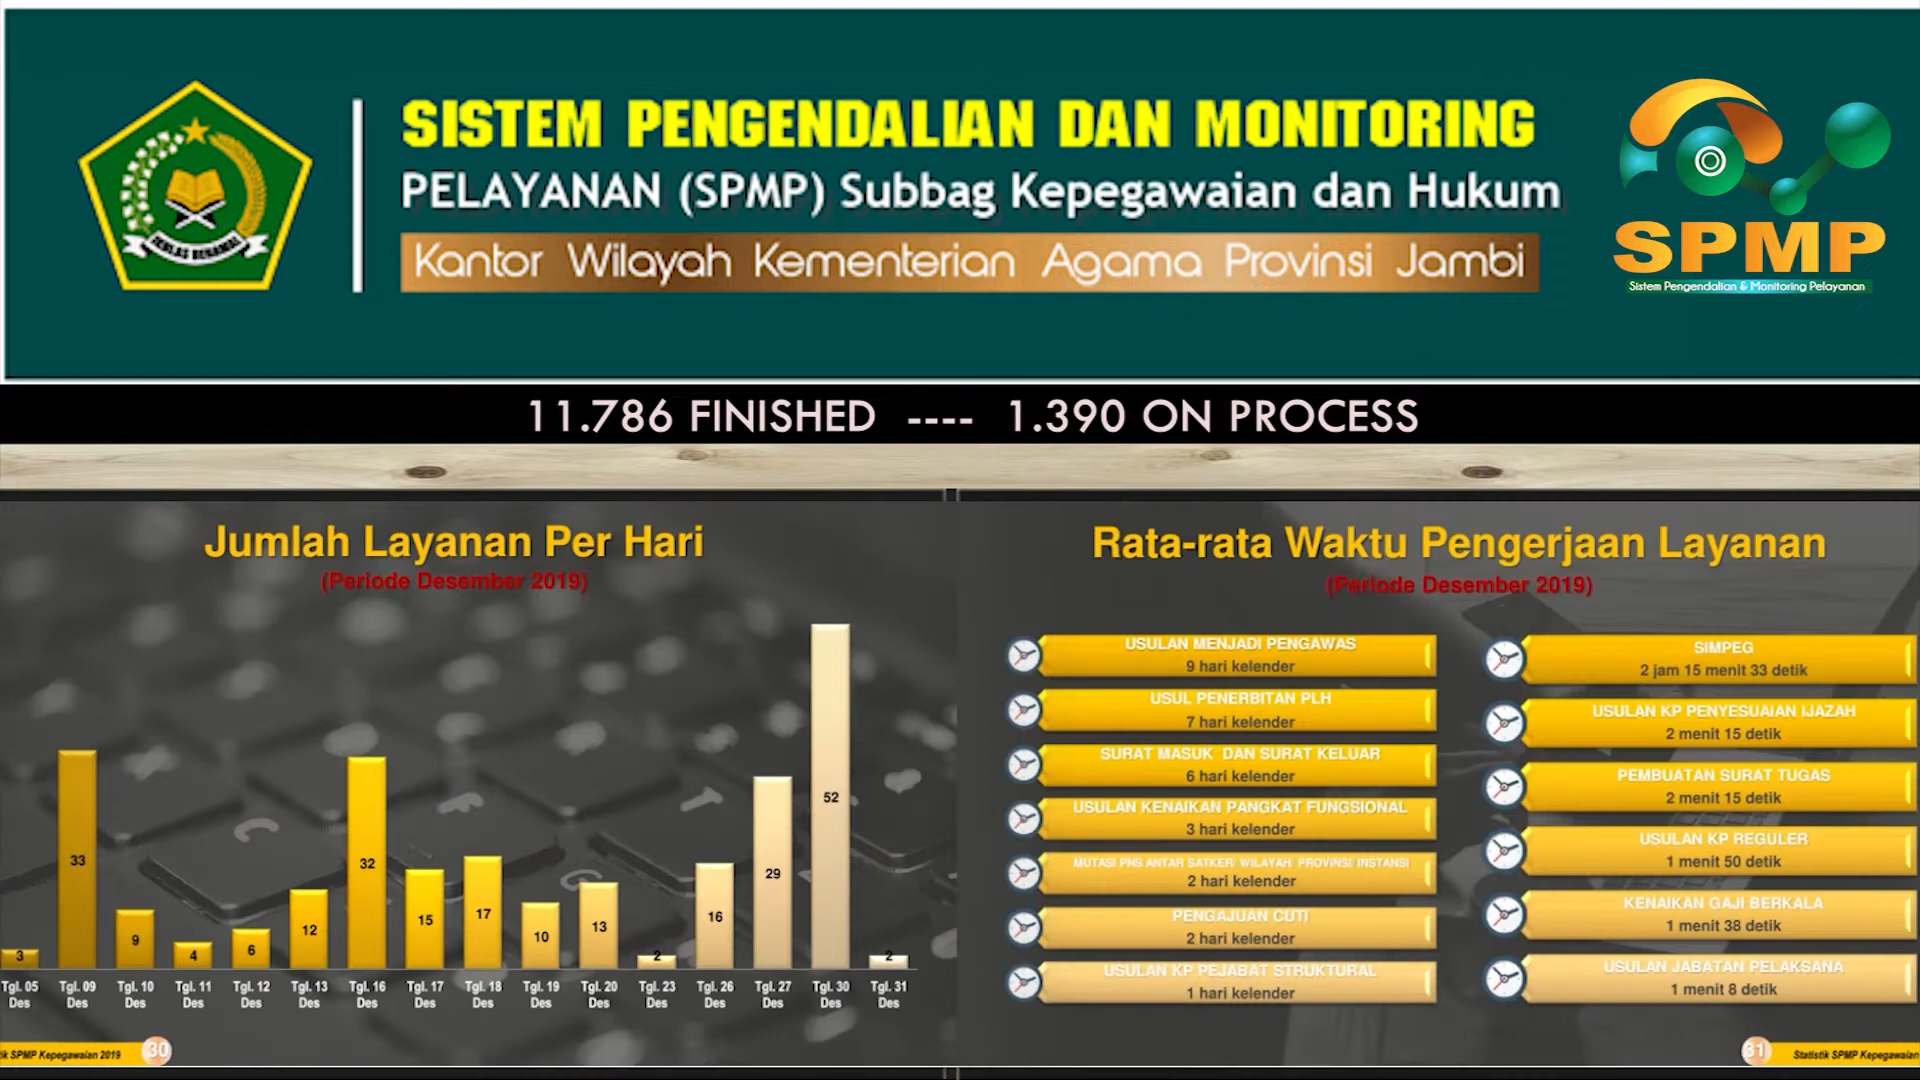 SISTEM PENGENDALIAN DAN MONITORING
PELAYANAN (SPMP) Subbag Kepegawaian dan Hukum
Kantor Wilayah Kementerian Agama Provinsi Jambi
IKHLAS BERAMAL
SPMP
Sistem Pengendalian & Monitoring Pelayanan
11.786 FINISHED ---- 1.390 ON PROCESS
Jumlah Layanan Per Hari
(Periode Desember 2019)
3
33
9
4
6
12
32
15
17
10
13
2
16
29
52
2
Tgl. 05 Des
Tgl. 09 Des
Tgl. 10 Des
Tgl. 11 Des
Tgl. 12 Des
Tgl. 13 Des
Tgl. 16 Des
Tgl. 17 Des
Tgl. 18 Des
Tgl. 19 Des
Tgl. 20 Des
Tgl. 23 Des
Tgl. 26 Des
Tgl. 27 Des
Tgl. 30 Des
Tgl. 31 Des
SPMP Kepegawaian 2019
30
Rata-rata Waktu Pengerjaan Layanan
(Periode Desember 2019)
USULAN MENJADI PENGAWAS
9 hari kelender
USUL PENERBITAN PLH
7 hari kelender
SURAT MASUK DAN SURAT KELUAR
6 hari kelender
USULAN KENAIKAN PANGKAT FUNGSIONAL
3 hari kelender
MUTASI PNS ANTAR SATKER/ WILAYAH/ PROVINSI/ INSTANSI
2 hari kelender
PENGAJUAN CUTI
2 hari kelender
USULAN KP PEJABAT STRUKTURAL
1 hari kelender
SIMPEG
2 jam 15 menit 33 detik
USULAN KP PENYESUAIAN IJAZAH
2 menit 15 detik
PEMBUATAN SURAT TUGAS
2 menit 15 detik
USULAN KP REGULER
1 menit 50 detik
KENAIKAN GAJI BERKALA
1 menit 38 detik
USULAN JABATAN PELAKSANA
1 menit 8 detik
31
Statistik SPMP Kepegawaian